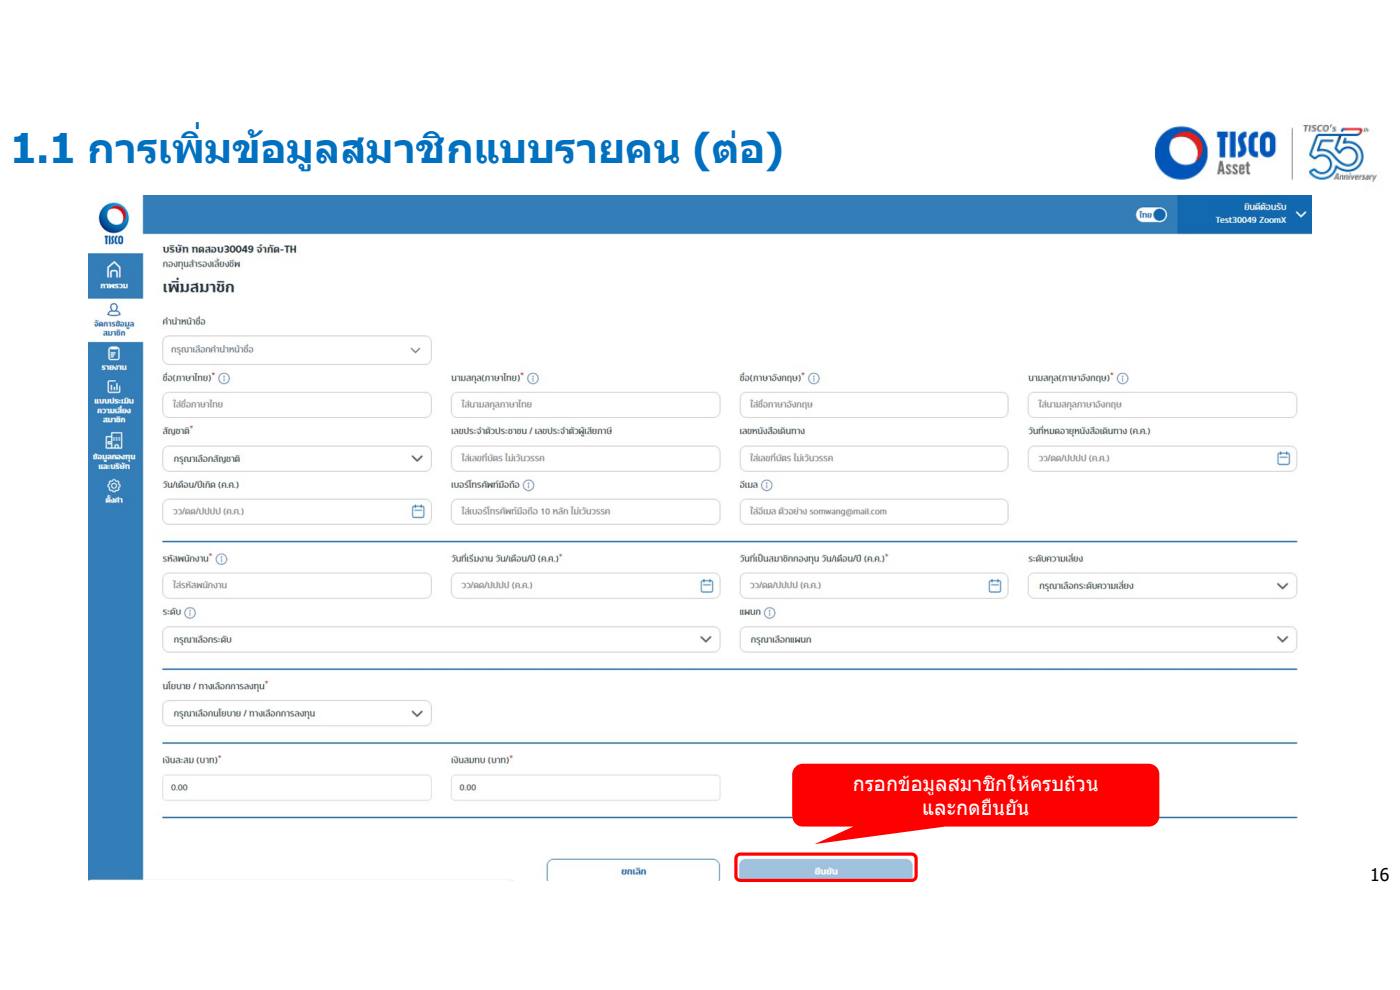 1.1 การเพิ่มข้อมูลสมาชิกแบบรายคน (ต่อ)
TISCO
Asset
TISCO's
55th
Anniversary
TISCO
ไทย
ยินดีต้อนรับ
Test30049 ZoomX
ภาพรวม
จัดการข้อมูล
สมาชิก
รายงาน
แบบประเมิน
ความเสี่ยง
สมาชิก
ข้อมูลกองทุน
และบริษัท
ตั้งค่า
บริษัท ทดสอบ30049 จำกัด-TH
กองทุนสำรองเลี้ยงชีพ
เพิ่มสมาชิก
คำนำหน้าชื่อ
กรุณาเลือกคำนำหน้าชื่อ
ชื่อ(ภาษาไทย)* นามสกุล(ภาษาไทย)* ชื่อ(ภาษาอังกฤษ)* นามสกุล(ภาษาอังกฤษ)*
ใส่ชื่อภาษาไทย ใส่นามสกุลภาษาไทย ใส่ชื่อภาษาอังกฤษ ใส่นามสกุลภาษาอังกฤษ
สัญชาติ* เลขประจำตัวประชาชน / เลขประจำตัวผู้เสียภาษี เลขหนังสือเดินทาง วันที่หมดอายุหนังสือเดินทาง (ค.ศ.)
กรุณาเลือกสัญชาติ ใส่เลขที่บัตร ไม่เว้นวรรค ใส่เลขที่บัตร ไม่เว้นวรรค วว/ดด/ปปปป (ค.ศ.)
วัน/เดือน/ปีเกิด (ค.ศ.) เบอร์โทรศัพท์มือถือ อีเมล
วว/ดด/ปปปป (ค.ศ.) ใส่เบอร์โทรศัพท์มือถือ 10 หลัก ไม่เว้นวรรค ใส่อีเมล ตัวอย่าง somwang@mail.com
รหัสพนักงาน* วันที่เริ่มงาน วัน/เดือน/ปี (ค.ศ.)* วันที่เป็นสมาชิกกองทุน วัน/เดือน/ปี (ค.ศ.)* ระดับความเสี่ยง
ใส่รหัสพนักงาน วว/ดด/ปปปป (ค.ศ.) วว/ดด/ปปปป (ค.ศ.) กรุณาเลือกระดับความเสี่ยง
ระดับ แผนก
กรุณาเลือกระดับ กรุณาเลือกแผนก
นโยบาย / ทางเลือกการลงทุน*
กรุณาเลือกนโยบาย / ทางเลือกการลงทุน
เงินสะสม (บาท)* เงินสมทบ (บาท)*
0.00 0.00
กรอกข้อมูลสมาชิกให้ครบถ้วน
และกดยืนยัน
ยกเลิก ยืนยัน
16